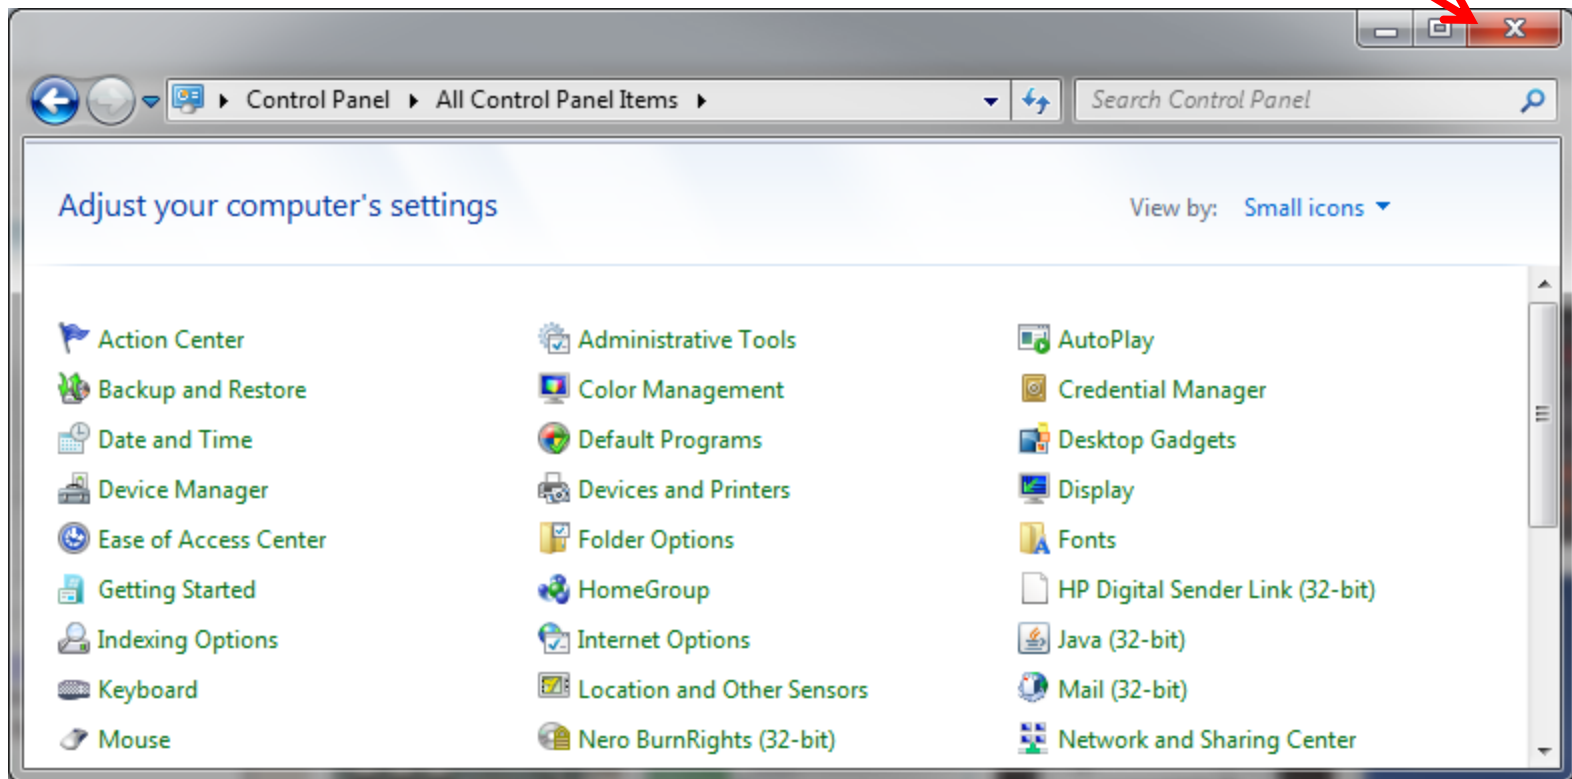 Control Panel All Control Panel Items Search Control Panel
Adjust your computer's settings View by: Small icons
Action Center Administrative Tools AutoPlay
Backup and Restore Color Management Credential Manager
Date and Time Default Programs Desktop Gadgets
Device Manager Devices and Printers Display
Ease of Access Center Folder Options Fonts
Getting Started HomeGroup HP Digital Sender Link (32-bit)
Indexing Options Internet Options Java (32-bit)
Keyboard Location and Other Sensors Mail (32-bit)
Mouse Nero BurnRights (32-bit) Network and Sharing Center